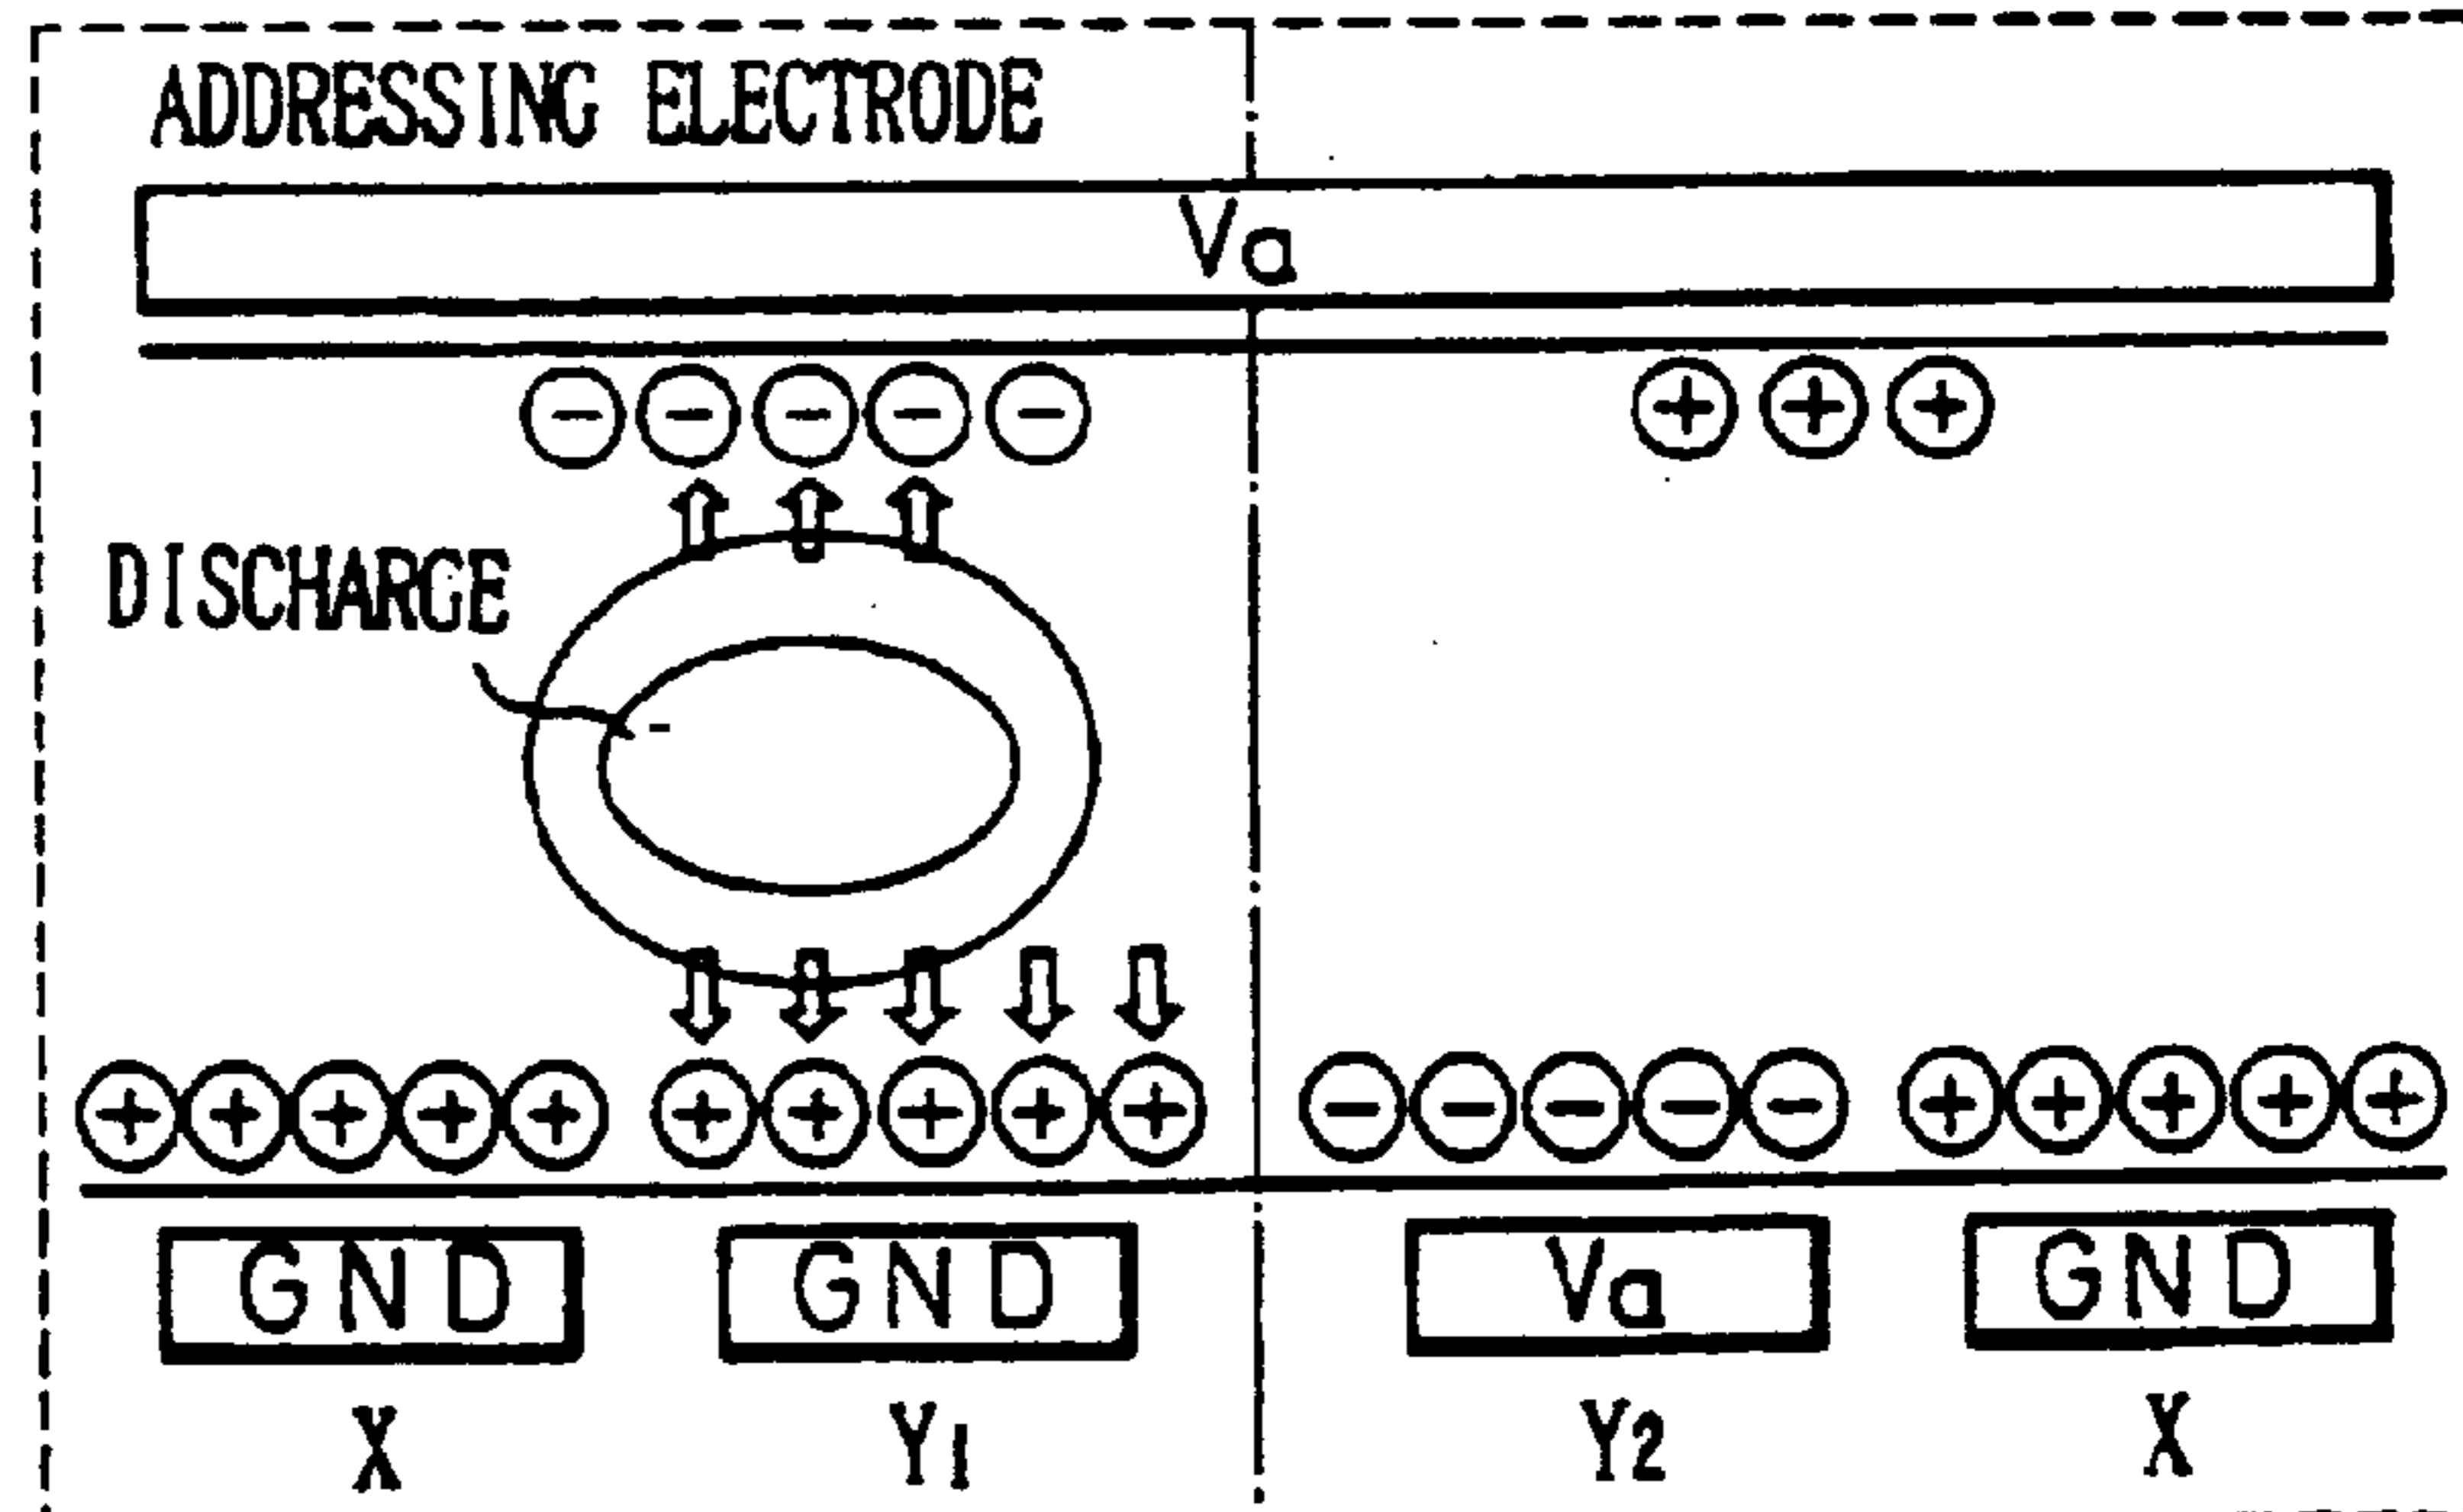 ADDRESSING ELECTRODE
Va
DISCHARGE
GND GND Va GND
X Y1 Y2 X